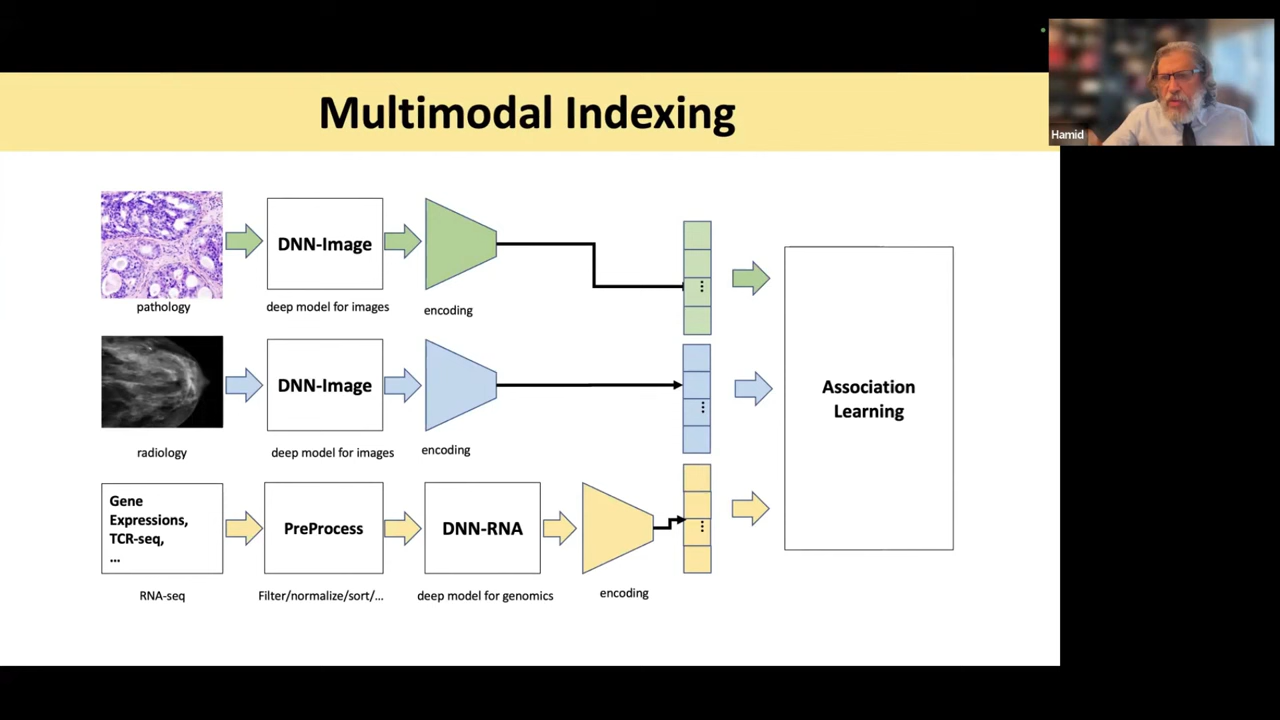 Multimodal Indexing
Hamid
DNN-Image
pathology
deep model for images
encoding
DNN-Image
radiology
deep model for images
encoding
Association
Learning
Gene
Expressions,
TCR-seq,
...
PreProcess
DNN-RNA
RNA-seq
Filter/normalize/sort/...
deep model for genomics
encoding